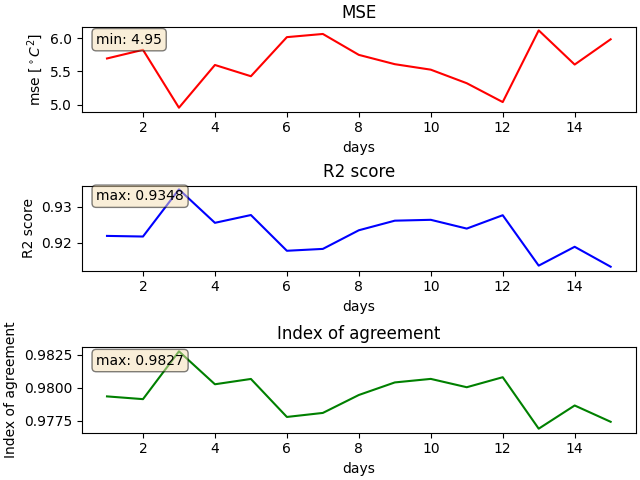 MSE
mse [$^\circ C^2$]
min: 4.95
6.0
5.5
5.0
2 4 6 8 10 12 14
days
R2 score
R2 score
max: 0.9348
0.93
0.92
2 4 6 8 10 12 14
days
Index of agreement
Index of agreement
max: 0.9827
0.9825
0.9800
0.9775
2 4 6 8 10 12 14
days